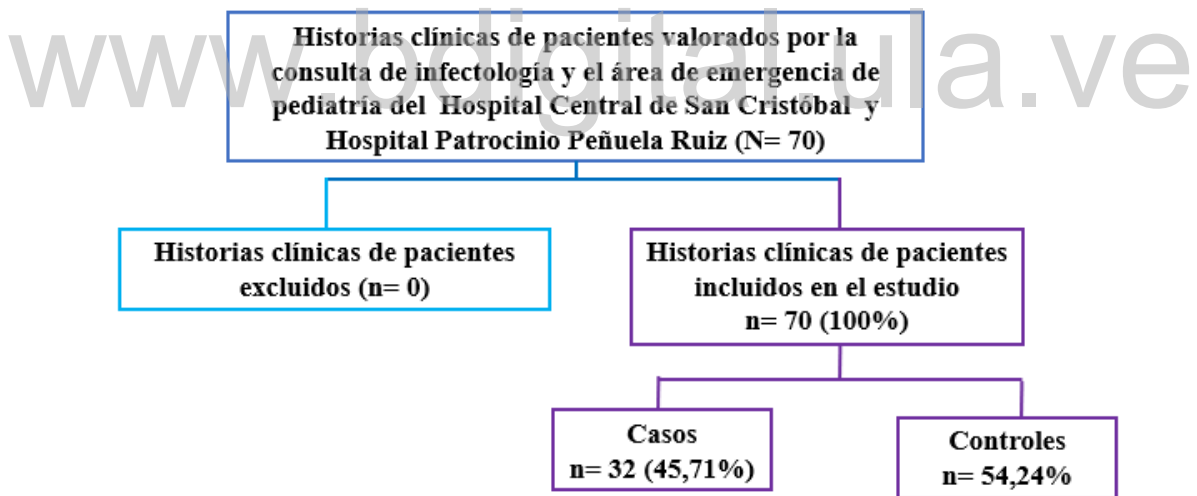 www.bdigital.ula.ve
Historias clínicas de pacientes valorados por la
consulta de infectología y el área de emergencia de
pediatría del Hospital Central de San Cristóbal y
Hospital Patrocinio Peñuela Ruiz (N= 70)
Historias clínicas de pacientes
excluidos (n= 0)
Historias clínicas de pacientes
incluidos en el estudio
n= 70 (100%)
Casos
n= 32 (45,71%)
Controles
n= 54,24%